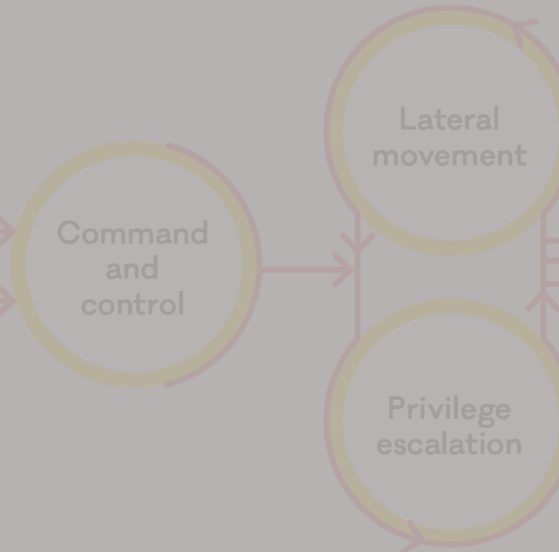 Command
and
control
Lateral
movement
Privilege
escalation